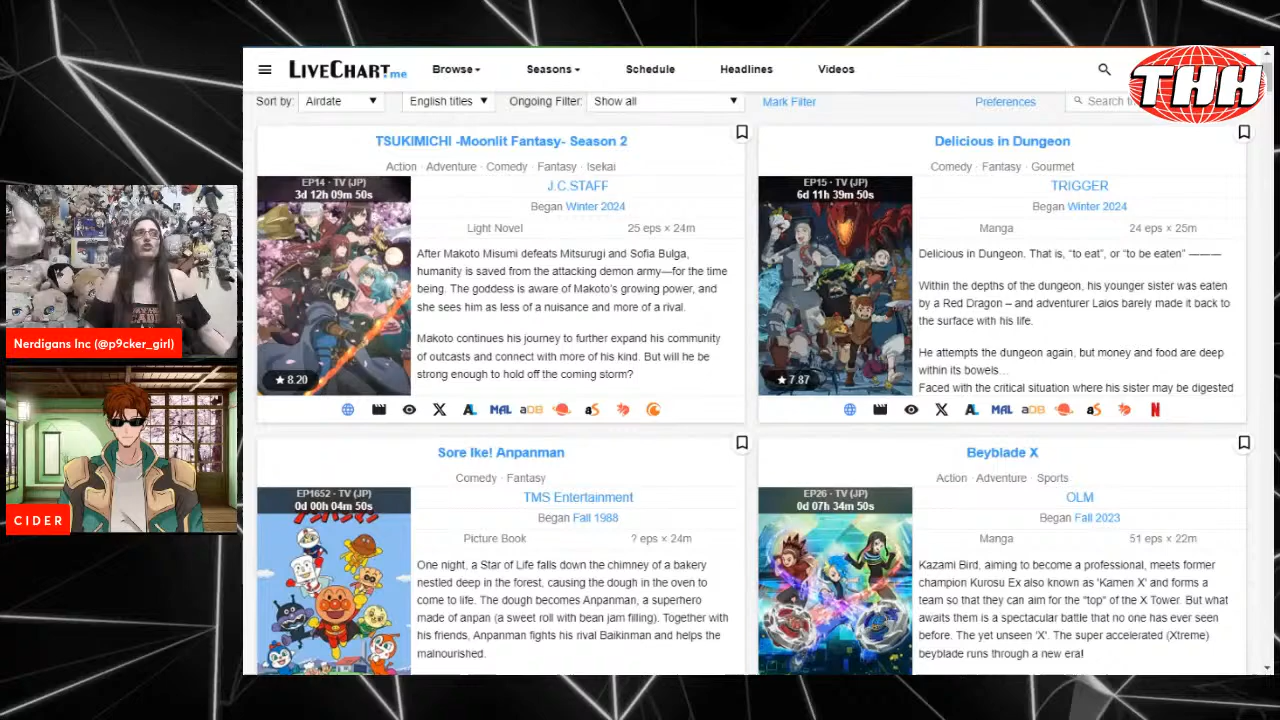 LIVECHART.me
Browse
Seasons
Schedule
Headlines
Videos
THH
Sort by:
Airdate
English titles
Ongoing Filter:
Show all
Mark Filter
Preferences
Search
TSUKIMICHI -Moonlit Fantasy- Season 2
Action · Adventure · Comedy · Fantasy · Isekai
EP14 · TV (JP)
3d 12h 09m 50s
J.C.STAFF
Began Winter 2024
Light Novel
25 eps × 24m
After Makoto Misumi defeats Mitsurugi and Sofia Bulga,
humanity is saved from the attacking demon army—for the time
being. The goddess is aware of Makoto's growing power, and
she sees him as less of a nuisance and more of a rival.
Makoto continues his journey to further expand his community
of outcasts and connect with more of his kind. But will he be
strong enough to hold off the coming storm?
★ 8.20
X AL MAL aDB aS
Delicious in Dungeon
Comedy · Fantasy · Gourmet
EP15 · TV (JP)
6d 11h 39m 50s
TRIGGER
Began Winter 2024
Manga
24 eps × 25m
Delicious in Dungeon. That is, “to eat”, or “to be eaten” ———
Within the depths of the dungeon, his younger sister was eaten
by a Red Dragon – and adventurer Laios barely made it back to
the surface with his life.
He attempts the dungeon again, but money and food are deep
within its bowels…
Faced with the critical situation where his sister may be digested
★ 7.87
X AL MAL aDB aS N
Sore Ike! Anpanman
Comedy · Fantasy
EP1652 · TV (JP)
0d 00h 04m 50s
TMS Entertainment
Began Fall 1988
Picture Book
? eps × 24m
One night, a Star of Life falls down the chimney of a bakery
nestled deep in the forest, causing the dough in the oven to
come to life. The dough becomes Anpanman, a superhero
made of anpan (a sweet roll with bean jam filling). Together with
his friends, Anpanman fights his rival Baikinman and helps the
malnourished.
Beyblade X
Action · Adventure · Sports
EP26 · TV (JP)
0d 07h 34m 50s
OLM
Began Fall 2023
Manga
51 eps × 22m
Kazami Bird, aiming to become a professional, meets former
champion Kurosu Ex also known as 'Kamen X' and forms a
team so that they can aim for the "top" of the X Tower. But what
awaits them is a spectacular battle that no one has ever seen
before. The yet unseen 'X'. The super accelerated (Xtreme)
beyblade runs through a new era!
Nerdigans Inc (@p9cker_girl)
CIDER